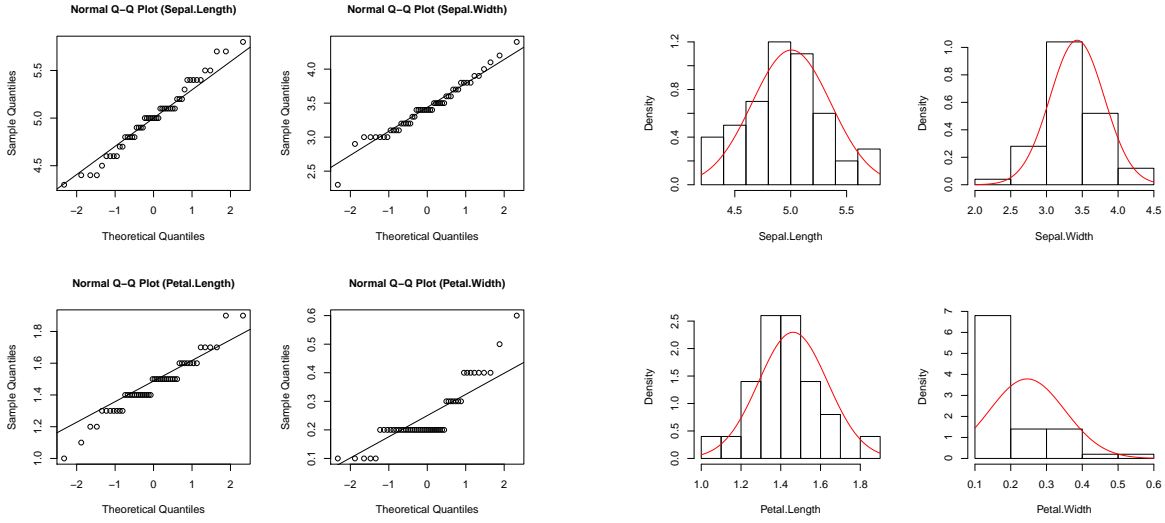 Normal Q−Q Plot (Sepal.Length)
Sample Quantiles
4.5 5.0 5.5
−2 −1 0 1 2
Theoretical Quantiles
Normal Q−Q Plot (Sepal.Width)
Sample Quantiles
2.5 3.0 3.5 4.0
−2 −1 0 1 2
Theoretical Quantiles
Density
0.0 0.4 0.8 1.2
4.5 5.0 5.5
Sepal.Length
Density
0.0 0.2 0.4 0.6 0.8 1.0
2.0 2.5 3.0 3.5 4.0 4.5
Sepal.Width
Normal Q−Q Plot (Petal.Length)
Sample Quantiles
1.0 1.2 1.4 1.6 1.8
−2 −1 0 1 2
Theoretical Quantiles
Normal Q−Q Plot (Petal.Width)
Sample Quantiles
0.1 0.2 0.3 0.4 0.5 0.6
−2 −1 0 1 2
Theoretical Quantiles
Density
0.0 0.5 1.0 1.5 2.0 2.5
1.0 1.2 1.4 1.6 1.8
Petal.Length
Density
0 1 2 3 4 5 6 7
0.1 0.2 0.3 0.4 0.5 0.6
Petal.Width